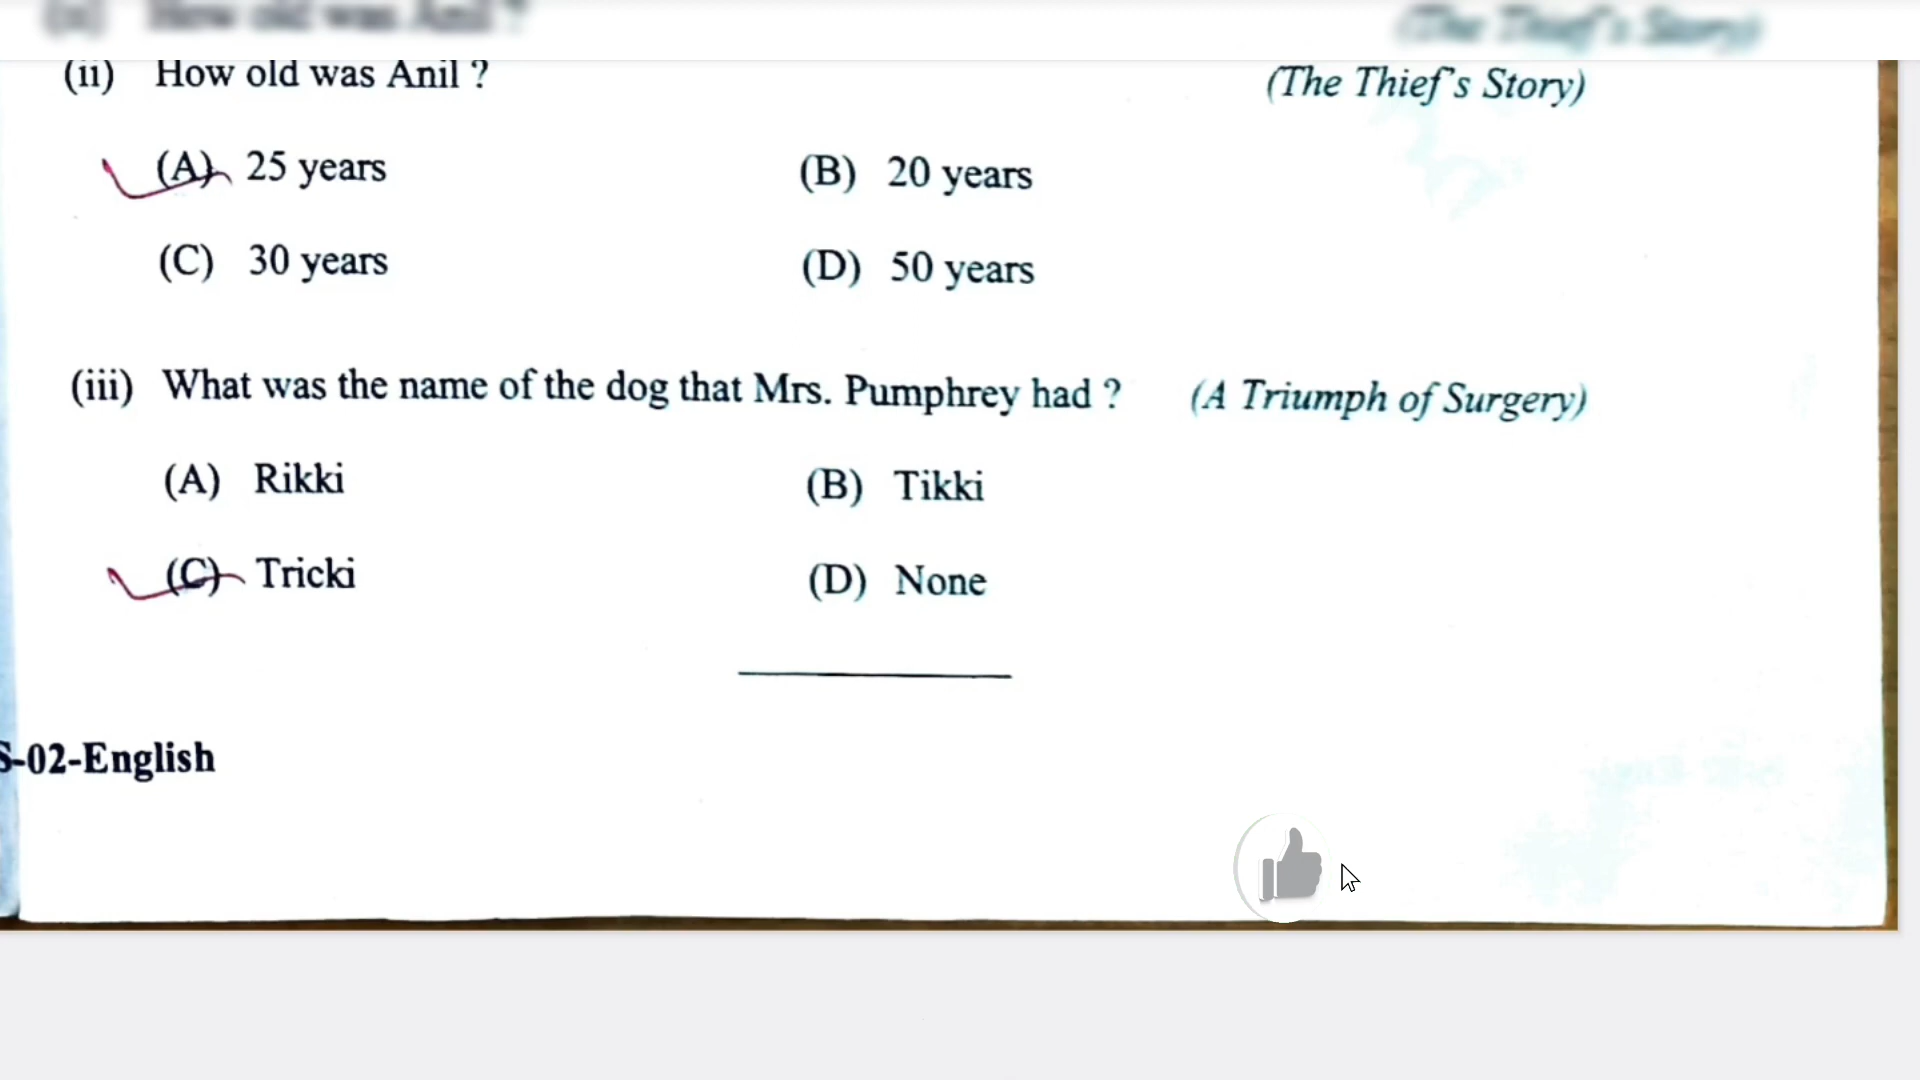 (ii) How old was Anil ? (The Thief's Story)
(A) 25 years (B) 20 years
(C) 30 years (D) 50 years
(iii) What was the name of the dog that Mrs. Pumphrey had ? (A Triumph of Surgery)
(A) Rikki (B) Tikki
(C) Tricki (D) None
S-02-English